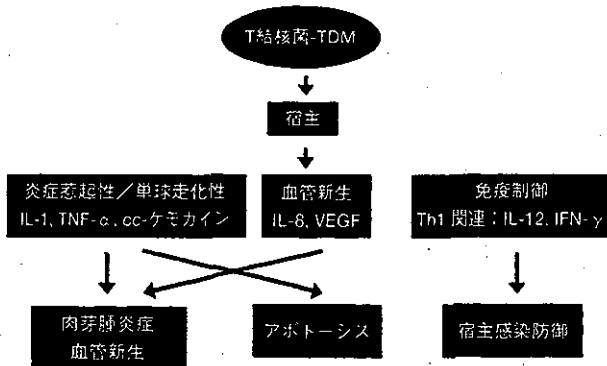 T結核菌-TDM
宿主
炎症惹起性／単球走化性
IL-1, TNF-α, cc-ケモカイン
血管新生
IL-8, VEGF
免疫制御
Th1 関連：IL-12, IFN-γ
肉芽腫炎症
血管新生
アポトーシス
宿主感染防御